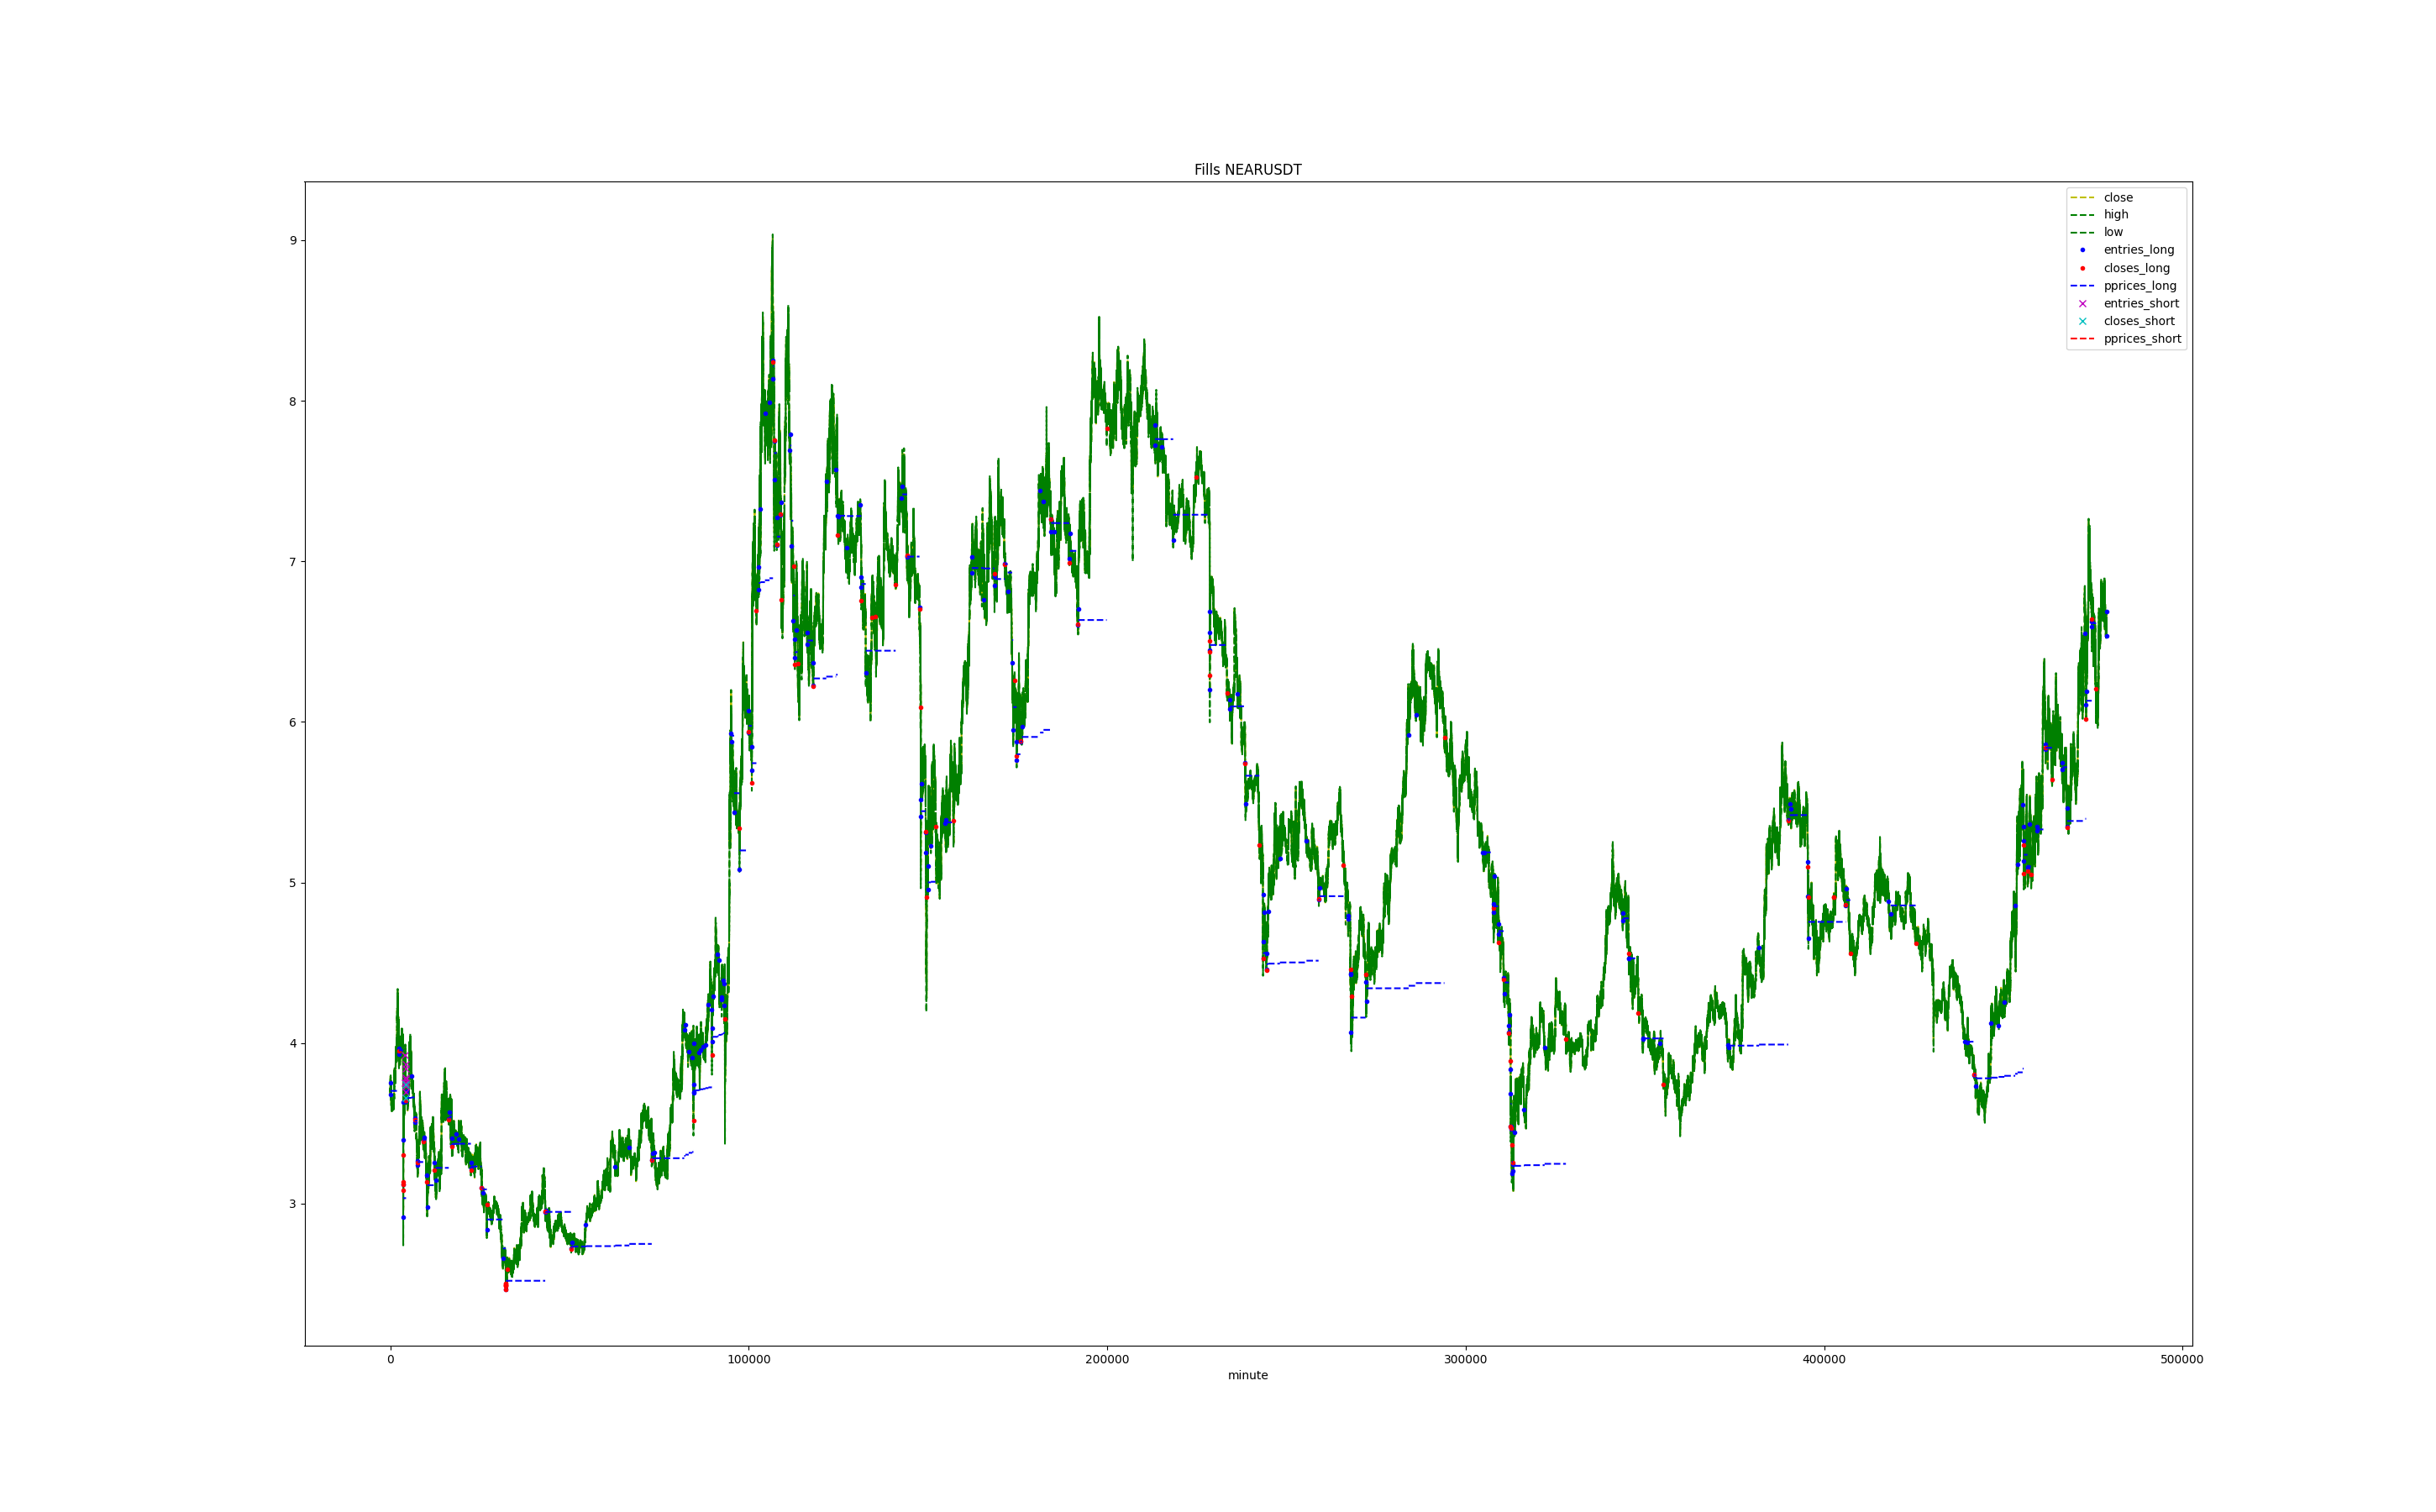 Fills NEARUSDT
close
high
low
entries_long
closes_long
pprices_long
entries_short
closes_short
pprices_short
9
8
7
6
5
4
3
0
100000
200000
300000
400000
500000
minute